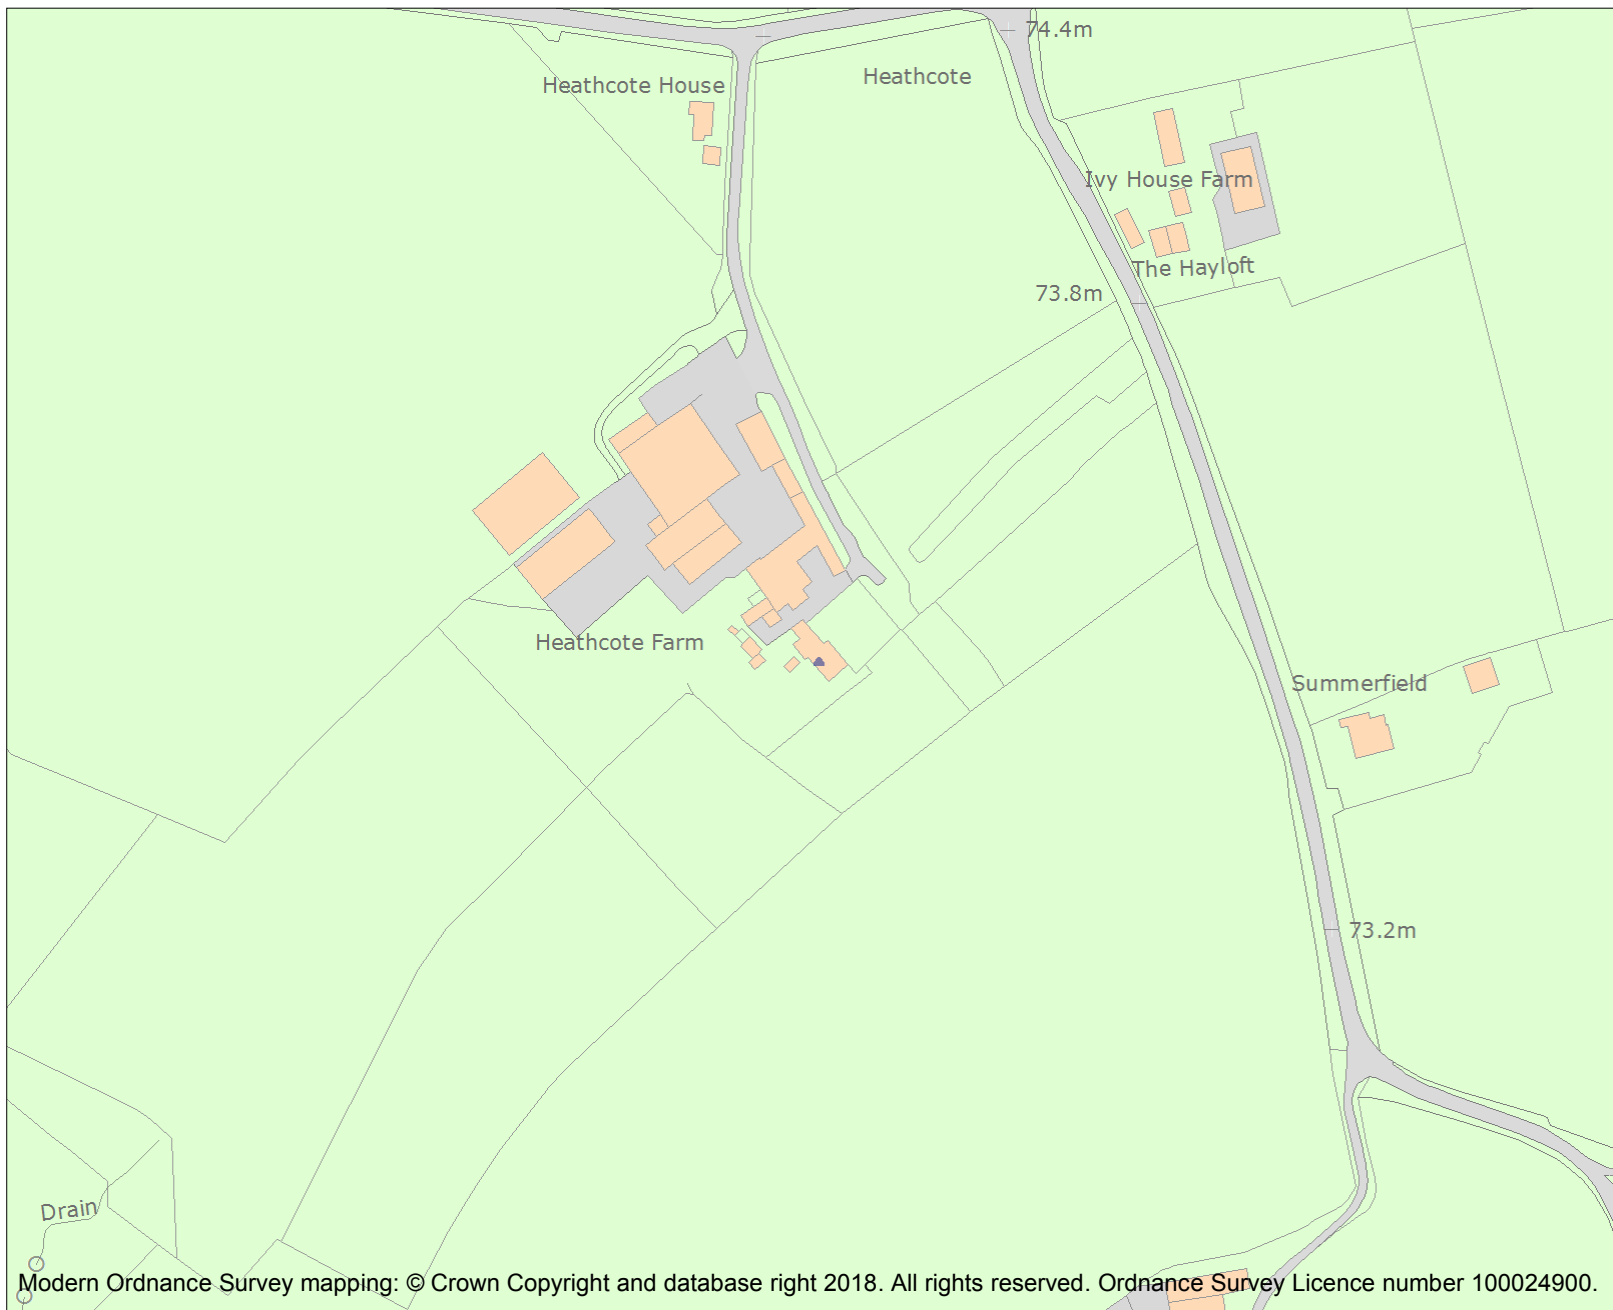 74.4m
Heathcote
Heathcote House
Ivy House Farm
The Hayloft
73.8m
Heathcote Farm
Summerfield
73.2m
Drain
Modern Ordnance Survey mapping: © Crown Copyright and database right 2018. All rights reserved. Ordnance Survey Licence number 100024900.